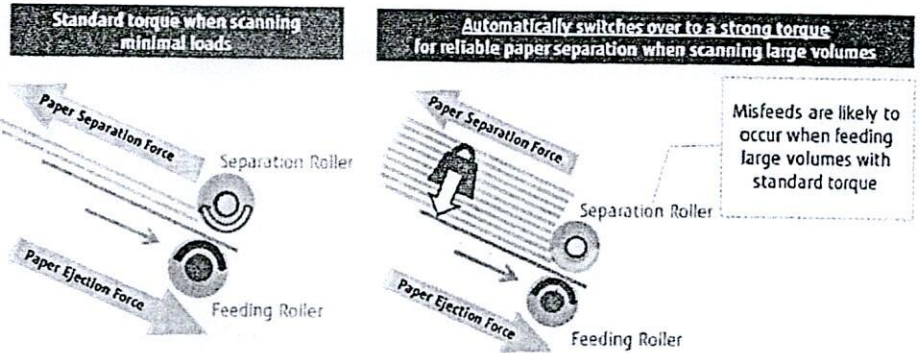 Standard torque when scanning
minimal loads
Automatically switches over to a strong torque
for reliable paper separation when scanning large volumes
Paper Separation Force
Separation Roller
Paper Ejection Force
Feeding Roller
Paper Separation Force
Separation Roller
Paper Ejection Force
Feeding Roller
Misfeeds are likely to
occur when feeding
large volumes with
standard torque